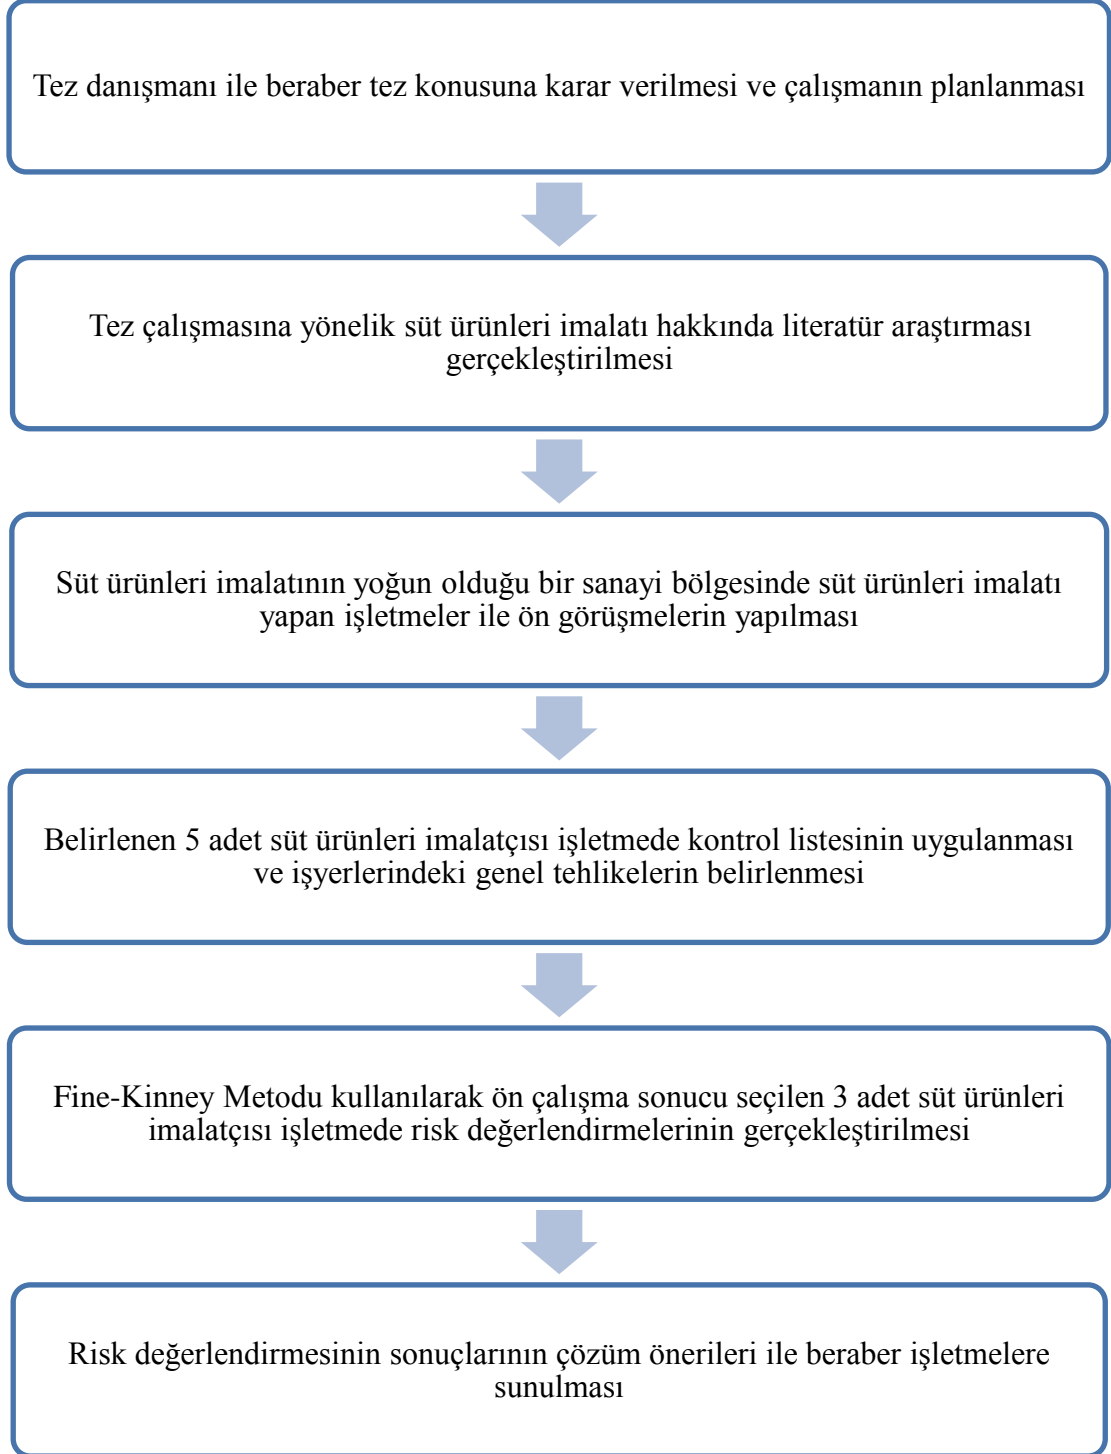 Tez danışmanı ile beraber tez konusuna karar verilmesi ve çalışmanın planlanması
Tez çalışmasına yönelik süt ürünleri imalatı hakkında literatür araştırması
gerçekleştirilmesi
Süt ürünleri imalatının yoğun olduğu bir sanayi bölgesinde süt ürünleri imalatı
yapan işletmeler ile ön görüşmelerin yapılması
Belirlenen 5 adet süt ürünleri imalatçısı işletmede kontrol listesinin uygulanması
ve işyerlerindeki genel tehlikelerin belirlenmesi
Fine-Kinney Metodu kullanılarak ön çalışma sonucu seçilen 3 adet süt ürünleri
imalatçısı işletmede risk değerlendirmelerinin gerçekleştirilmesi
Risk değerlendirmesinin sonuçlarının çözüm önerileri ile beraber işletmelere
sunulması